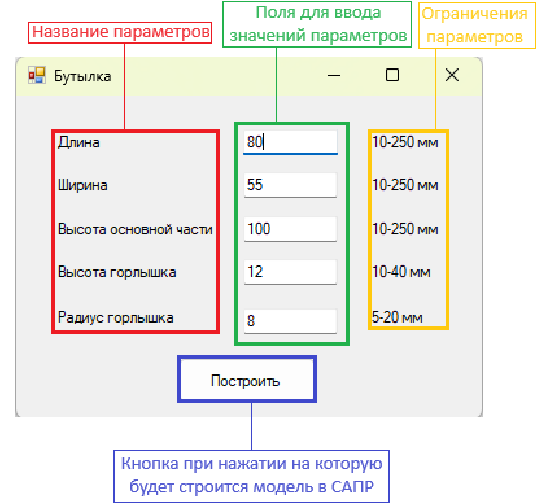 Название параметров
Поля для ввода
значений параметров
Ограничения
параметров
Бутылка
Длина 80 10-250 мм
Ширина 55 10-250 мм
Высота основной части 100 10-250 мм
Высота горлышка 12 10-40 мм
Радиус горлышка 8 5-20 мм
Построить
Кнопка при нажатии на которую
будет строится модель в САПР